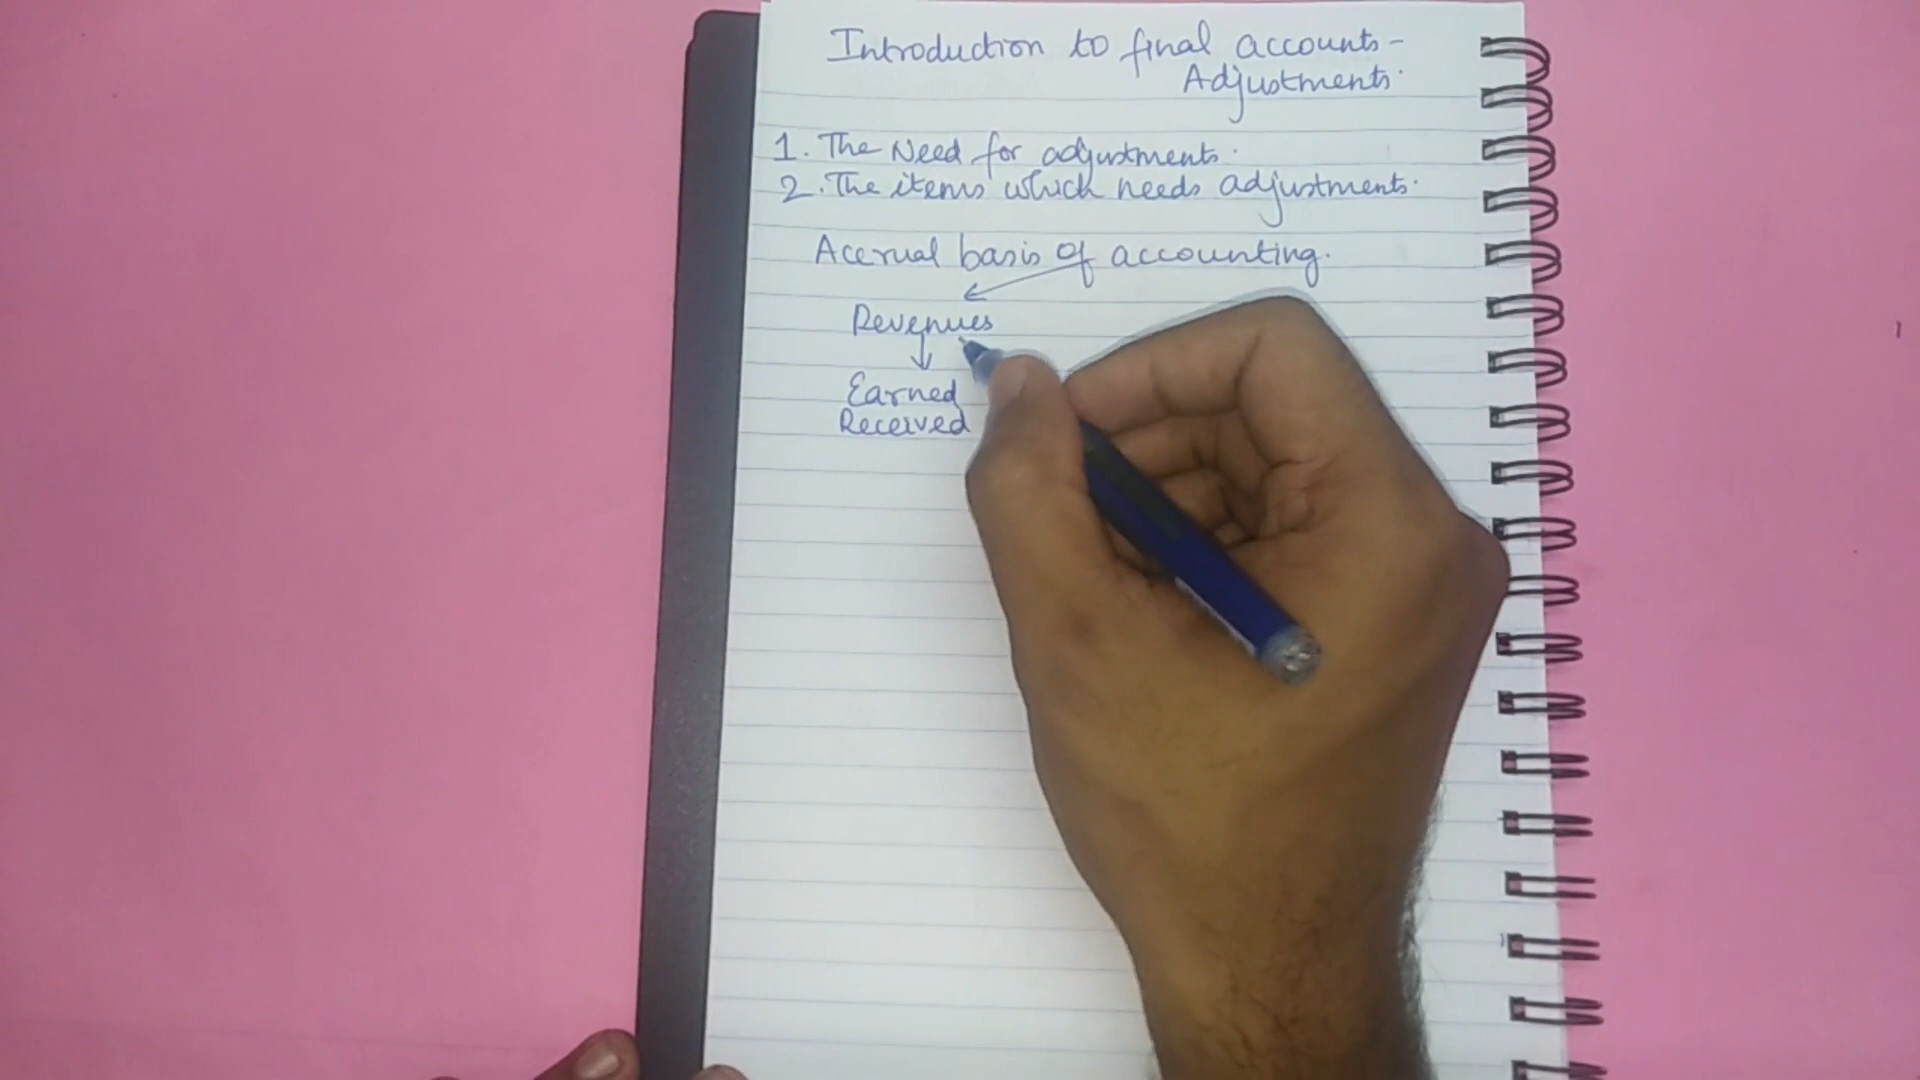 Introduction to final accounts -
Adjustments.
1. The Need for adjustments.
2. The items which needs adjustments.
Accrual basis of accounting.
Revenues
Earned
Received